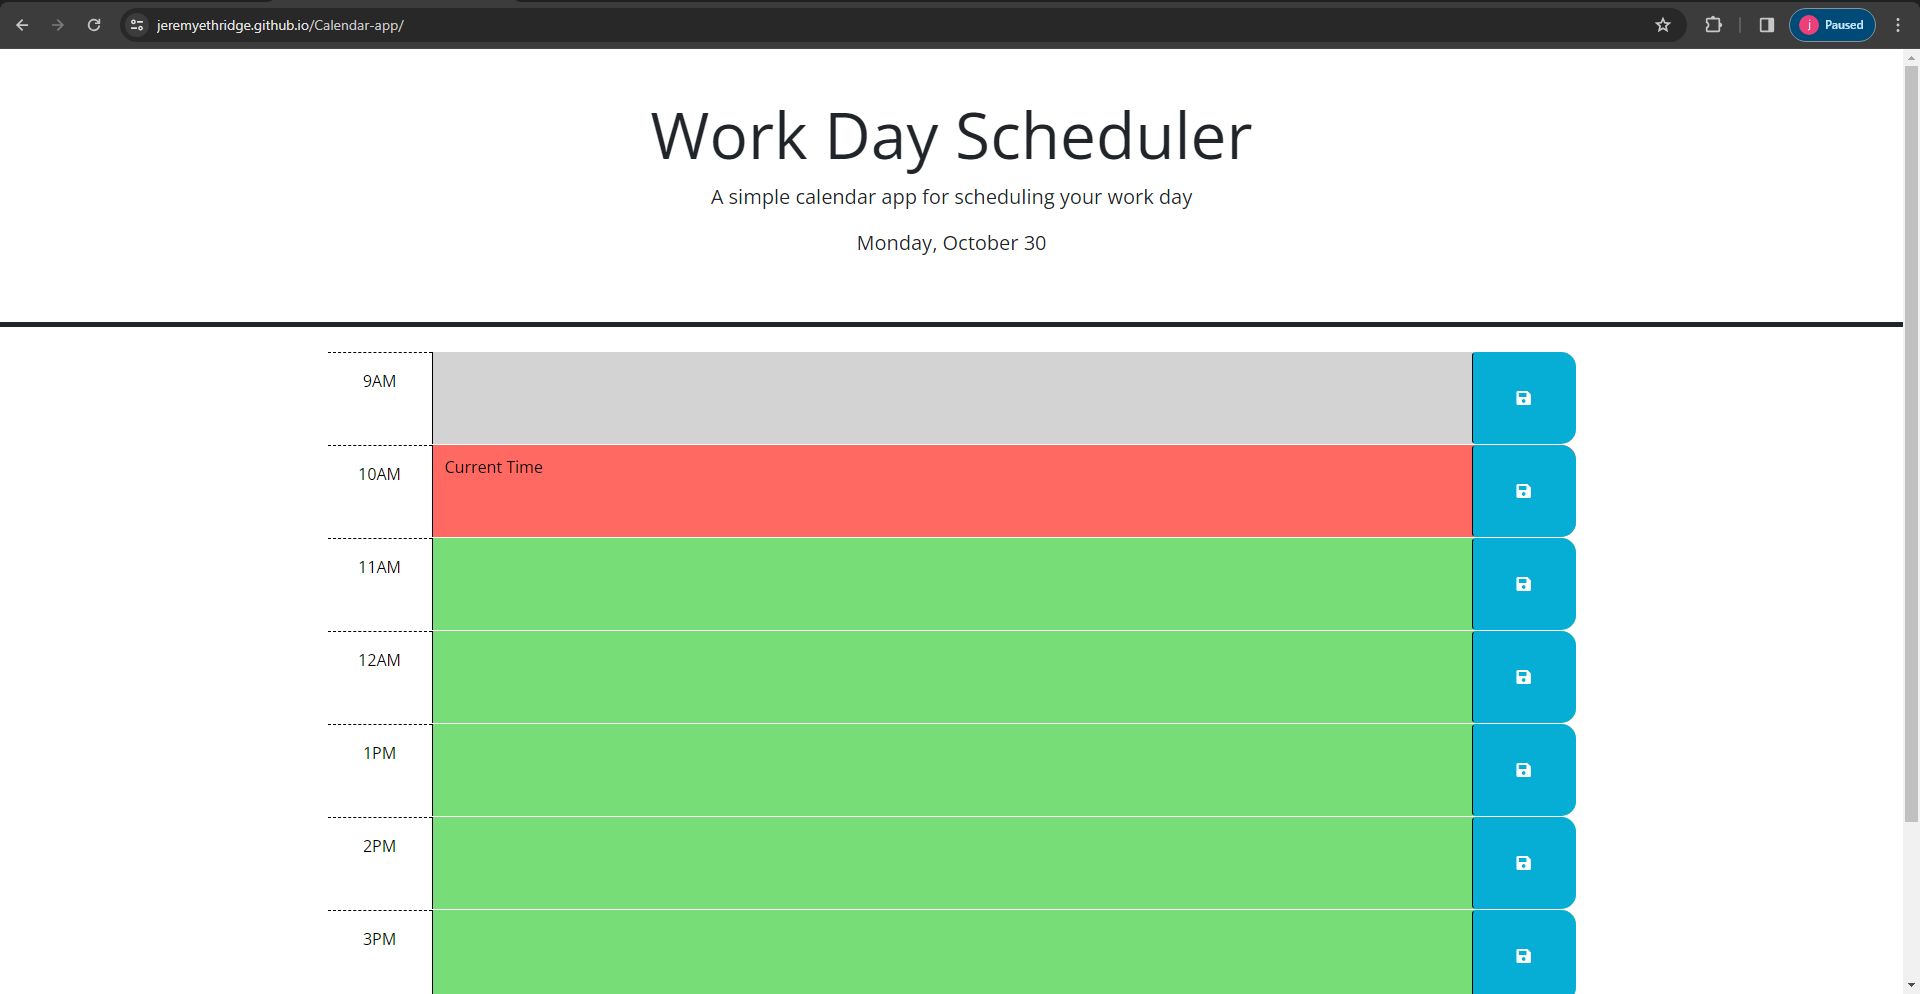 jeremyethridge.github.io/Calendar-app/
j Paused
Work Day Scheduler
A simple calendar app for scheduling your work day
Monday, October 30
9AM
10AM Current Time
11AM
12AM
1PM
2PM
3PM